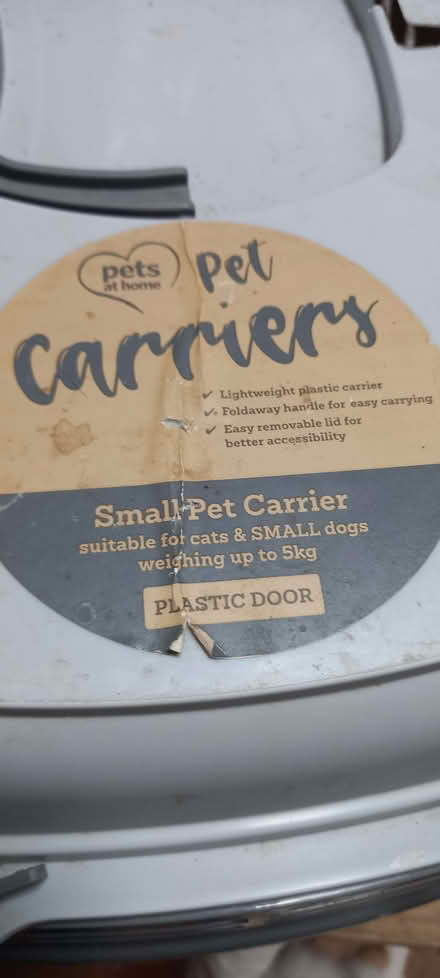 pets
at home
Pet
Carriers
✓ Lightweight plastic carrier
✓ Foldaway handle for easy carrying
✓ Easy removable lid for
better accessibility
Small Pet Carrier
suitable for cats & SMALL dogs
weighing up to 5kg
PLASTIC DOOR